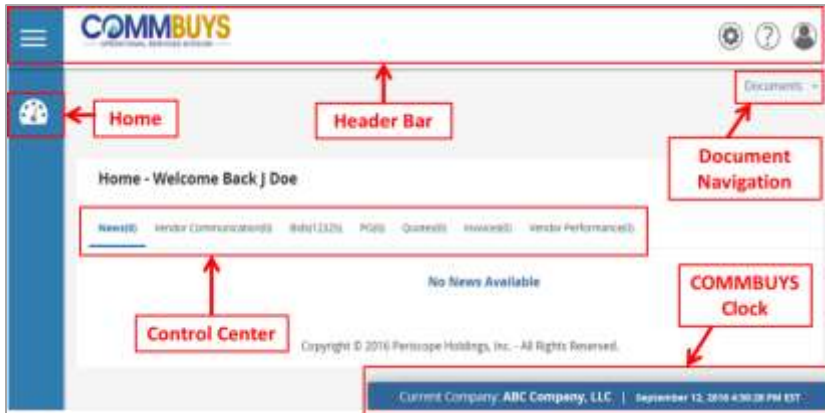 COMMBUYS
OPERATIONAL SERVICES DIVISION
Documents
Home
Header Bar
Document
Navigation
Home - Welcome Back J Doe
News(0) Vendor Communication(0) Bids(1232) PO(0) Quotes(0) Invoices(0) Vendor Performance(0)
No News Available
COMMBUYS
Clock
Control Center
Copyright © 2016 Periscope Holdings, Inc. - All Rights Reserved.
Current Company: ABC Company, LLC | September 12, 2016 4:50:28 PM EST